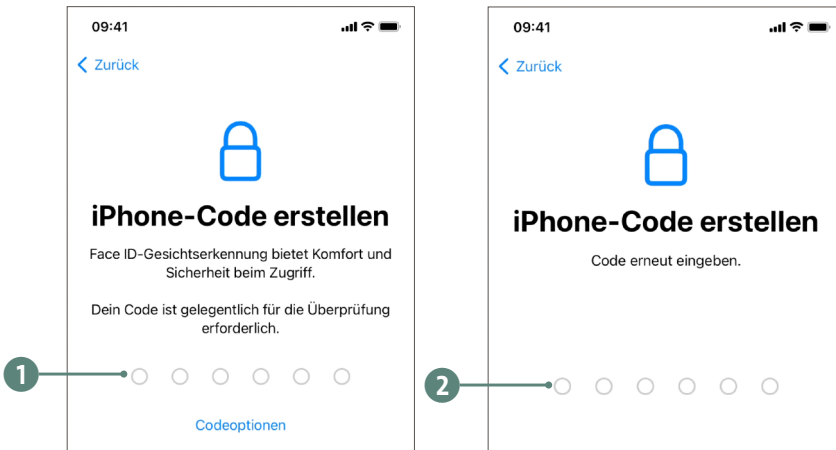 09:41
Zurück
iPhone-Code erstellen
Face ID-Gesichtserkennung bietet Komfort und
Sicherheit beim Zugriff.
Dein Code ist gelegentlich für die Überprüfung
erforderlich.
1
Codeoptionen
09:41
Zurück
iPhone-Code erstellen
Code erneut eingeben.
2